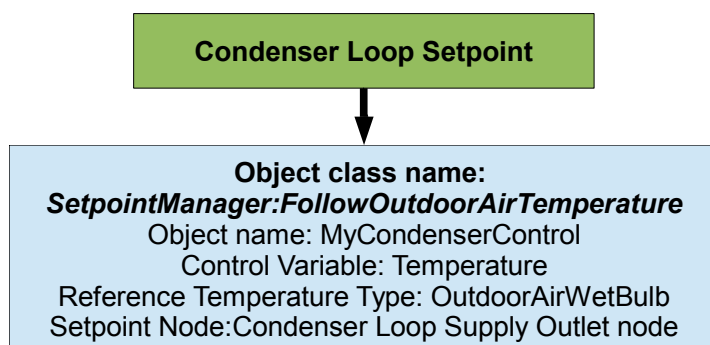 Condenser Loop Setpoint
Object class name:
SetpointManager:FollowOutdoorAirTemperature
Object name: MyCondenserControl
Control Variable: Temperature
Reference Temperature Type: OutdoorAirWetBulb
Setpoint Node:Condenser Loop Supply Outlet node